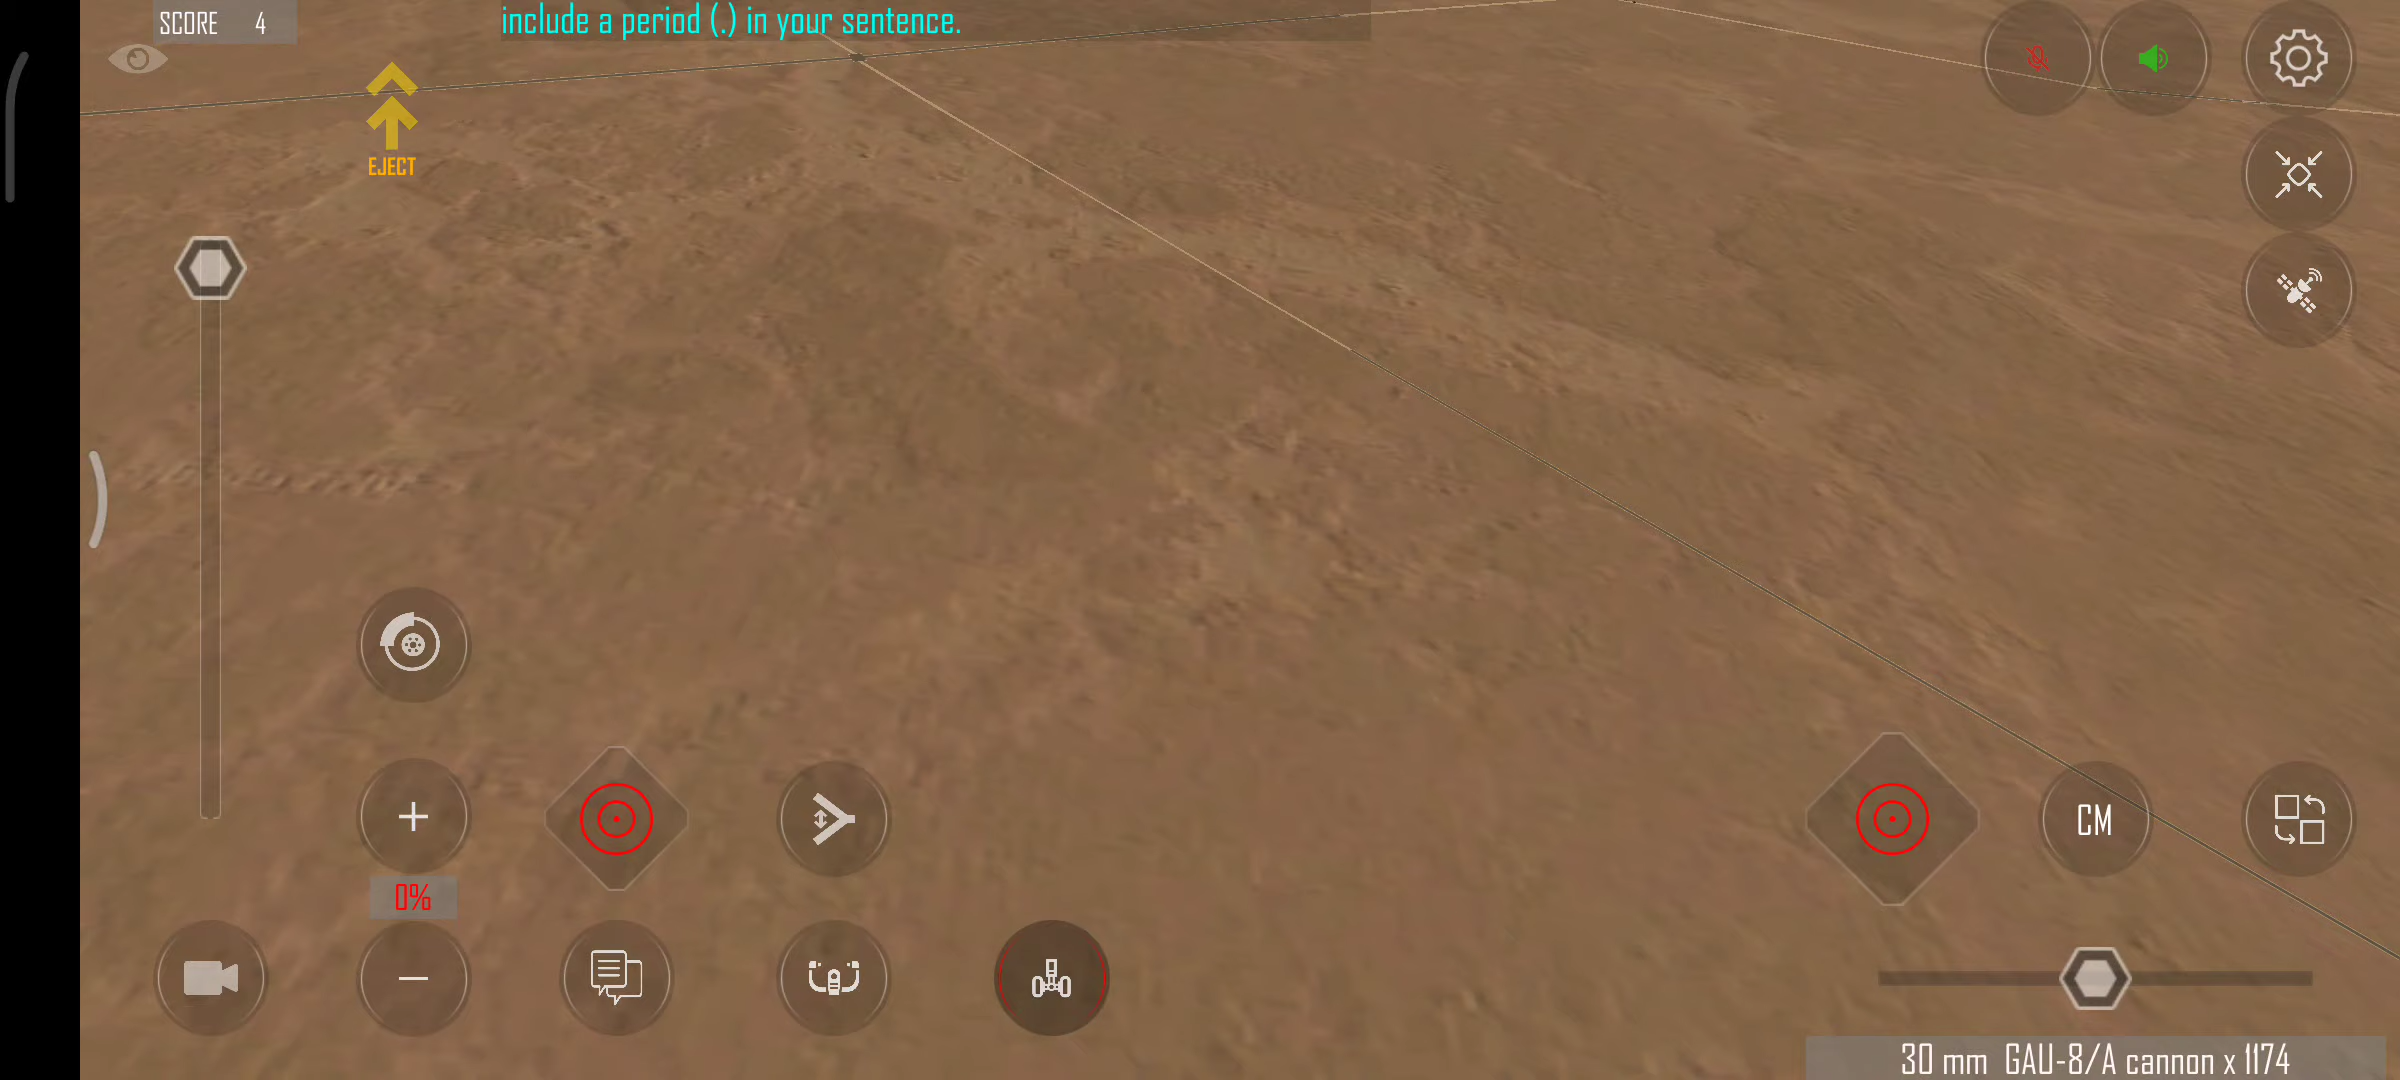 SCORE 4
include a period (.) in your sentence.
EJECT
CM
0%
30 mm GAU-8/A cannon x 1174